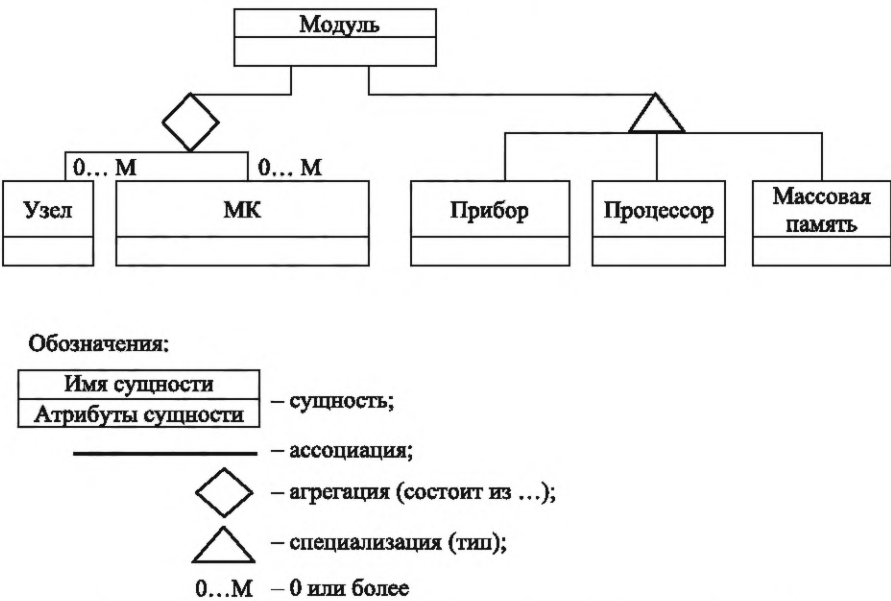 Модуль
0... М
0... М
Узел
МК
Прибор
Процессор
Массовая
память
Обозначения:
Имя сущности
Атрибуты сущности
– сущность;
– ассоциация;
– агрегация (состоит из ...);
– специализация (тип);
0...М – 0 или более